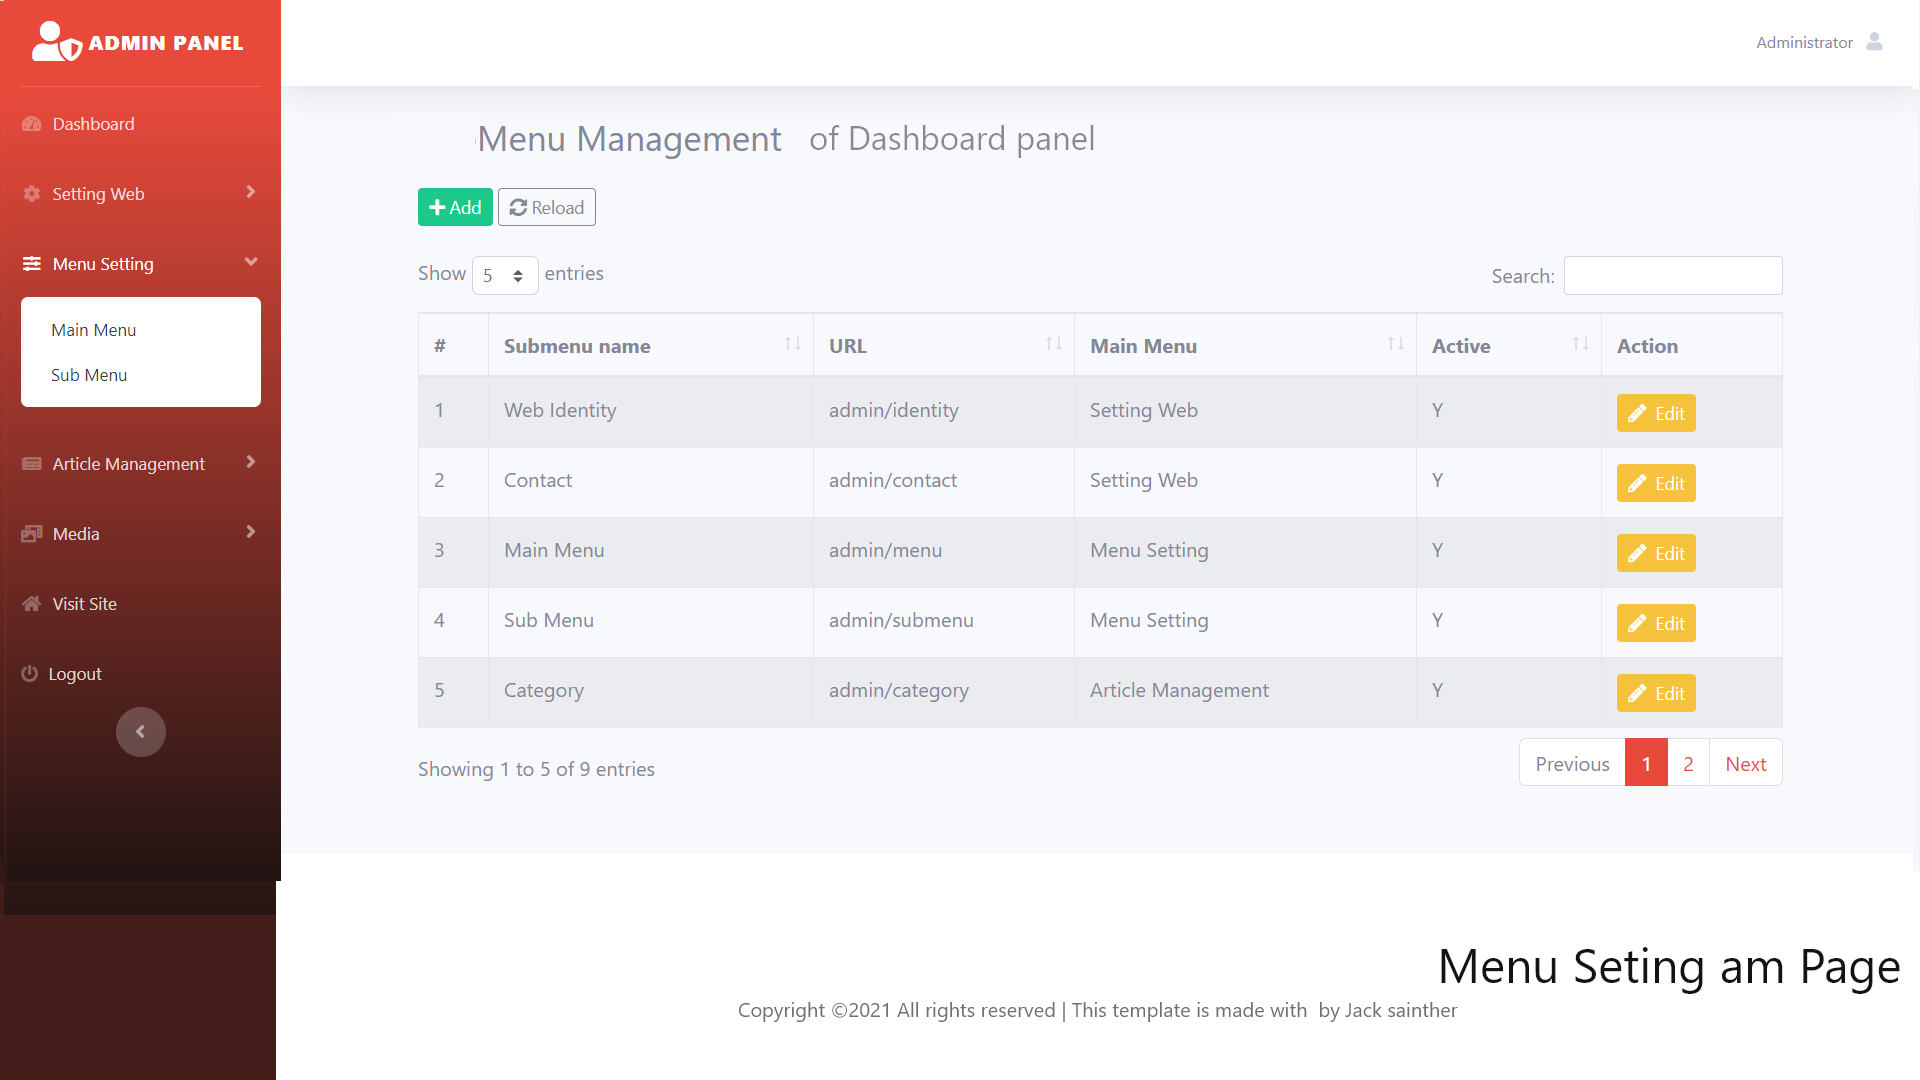 ADMIN PANEL
Administrator
Dashboard
Setting Web
Menu Setting
Main Menu
Sub Menu
Article Management
Media
Visit Site
Logout
Menu Management of Dashboard panel
Add Reload
Show 5 entries
Search:
# Submenu name URL Main Menu Active Action
1 Web Identity admin/identity Setting Web Y Edit
2 Contact admin/contact Setting Web Y Edit
3 Main Menu admin/menu Menu Setting Y Edit
4 Sub Menu admin/submenu Menu Setting Y Edit
5 Category admin/category Article Management Y Edit
Showing 1 to 5 of 9 entries
Previous 1 2 Next
Menu Seting am Page
Copyright ©2021 All rights reserved | This template is made with by Jack sainther